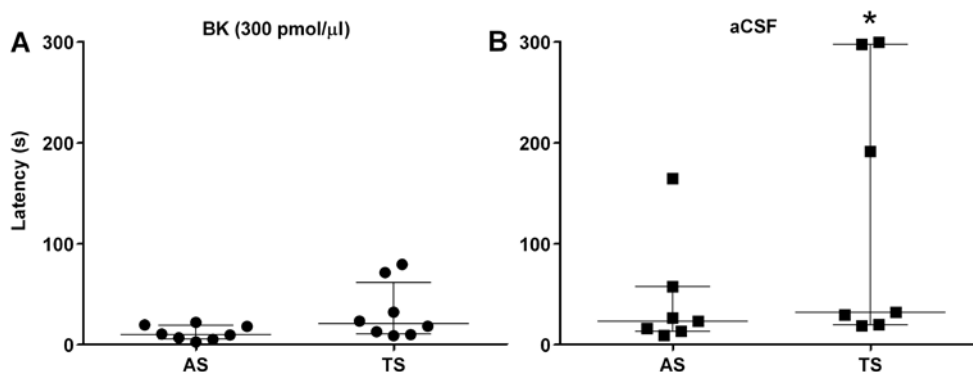 A
BK (300 pmol/μl)
300
200
100
0
Latency (s)
AS
TS
B
aCSF
*
300
200
100
0
AS
TS